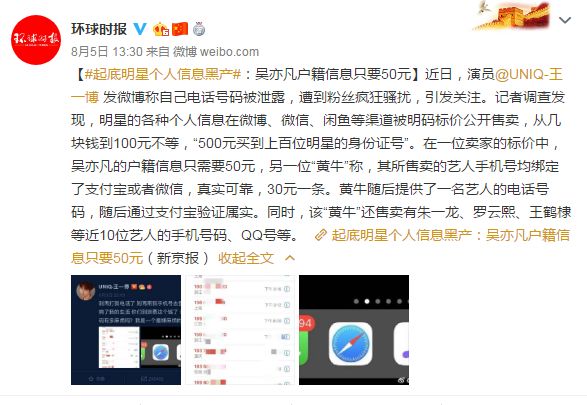 环球时报
环球时报
8月5日 13:30 来自 微博 weibo.com
【#起底明星个人信息黑产#：吴亦凡户籍信息只要50元】近日，演员@UNIQ-王
一博 发微博称自己电话号码被泄露，遭到粉丝疯狂骚扰，引发关注。记者调查发
现，明星的各种个人信息在微博、微信、闲鱼等渠道被明码标价公开售卖，从几
块钱到100元不等，“500元买到上百位明星的身份证号”。在一位卖家的标价中，
吴亦凡的户籍信息只需要50元，另一位“黄牛”称，其所售卖的艺人手机号均绑定
了支付宝或者微信，真实可靠，30元一条。黄牛随后提供了一名艺人的电话号
码，随后通过支付宝验证属实。同时，该“黄牛”还售卖有朱一龙、罗云熙、王鹤棣
等近10位艺人的手机号码、QQ号等。 起底明星个人信息黑产：吴亦凡户籍信
息只要50元（新京报） 收起全文
UNIQ-王一博
94